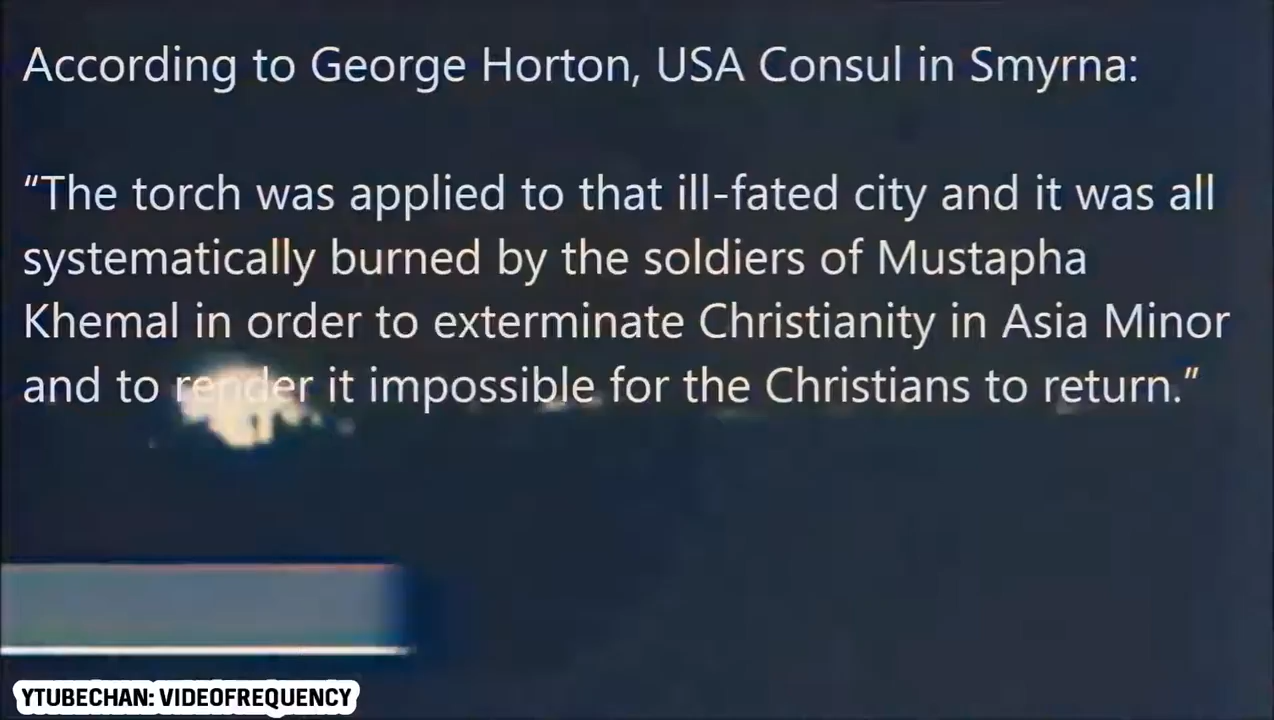 According to George Horton, USA Consul in Smyrna:
“The torch was applied to that ill-fated city and it was all
systematically burned by the soldiers of Mustapha
Khemal in order to exterminate Christianity in Asia Minor
and to render it impossible for the Christians to return.”
YTUBECHAN: VIDEOFREQUENCY